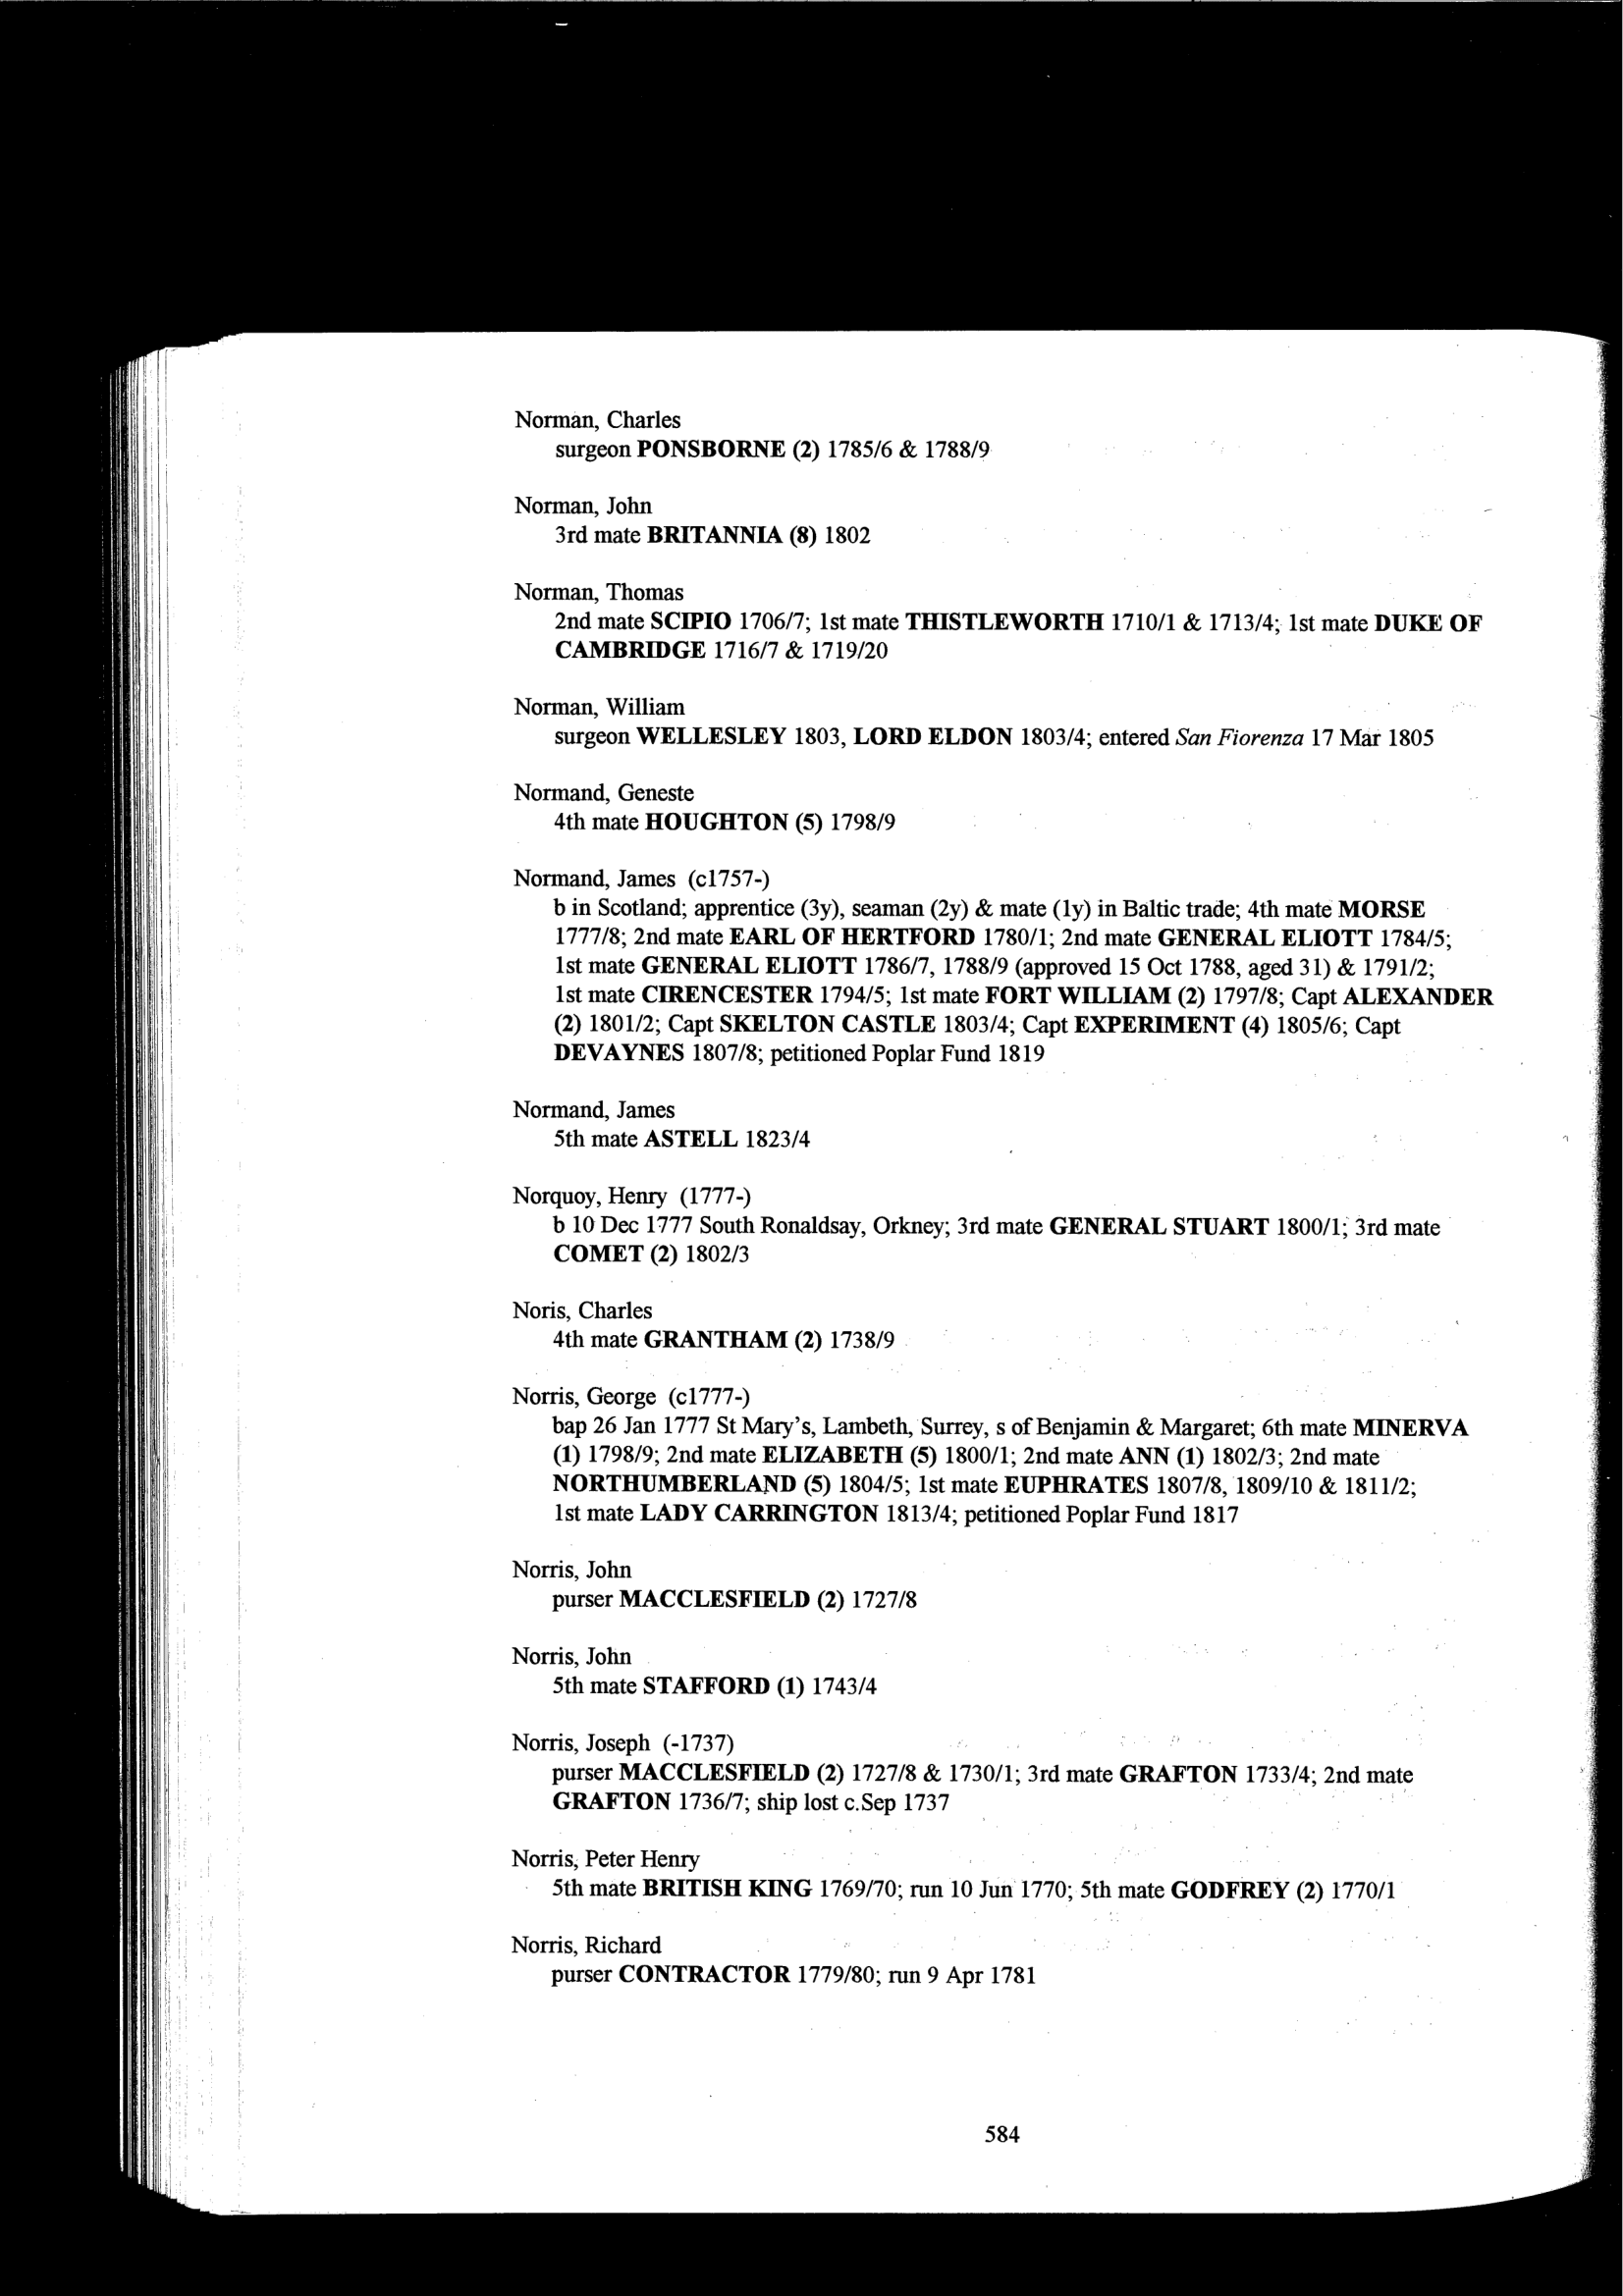 Norman, Charles
surgeon PONSBORNE (2) 1785/6 & 1788/9
Norman, John
3rd mate BRITANNIA (8) 1802
Norman, Thomas
2nd mate SCIPIO 1706/7; 1st mate THISTLEWORTH 1710/1 & 1713/4; 1st mate DUKE OF
CAMBRIDGE 1716/7 & 1719/20
Norman, William
surgeon WELLESLEY 1803, LORD ELDON 1803/4; entered San Fiorenza 17 Mar 1805
Normand, Geneste
4th mate HOUGHTON (5) 1798/9
Normand, James (c1757-)
b in Scotland; apprentice (3y), seaman (2y) & mate (1y) in Baltic trade; 4th mate MORSE
1777/8; 2nd mate EARL OF HERTFORD 1780/1; 2nd mate GENERAL ELIOTT 1784/5;
1st mate GENERAL ELIOTT 1786/7, 1788/9 (approved 15 Oct 1788, aged 31) & 1791/2;
1st mate CIRENCESTER 1794/5; 1st mate FORT WILLIAM (2) 1797/8; Capt ALEXANDER
(2) 1801/2; Capt SKELTON CASTLE 1803/4; Capt EXPERIMENT (4) 1805/6; Capt
DEVAYNES 1807/8; petitioned Poplar Fund 1819
Normand, James
5th mate ASTELL 1823/4
Norquoy, Henry (1777-)
b 10 Dec 1777 South Ronaldsay, Orkney; 3rd mate GENERAL STUART 1800/1; 3rd mate
COMET (2) 1802/3
Noris, Charles
4th mate GRANTHAM (2) 1738/9
Norris, George (c1777-)
bap 26 Jan 1777 St Mary's, Lambeth, Surrey, s of Benjamin & Margaret; 6th mate MINERVA
(1) 1798/9; 2nd mate ELIZABETH (5) 1800/1; 2nd mate ANN (1) 1802/3; 2nd mate
NORTHUMBERLAND (5) 1804/5; 1st mate EUPHRATES 1807/8, 1809/10 & 1811/2;
1st mate LADY CARRINGTON 1813/4; petitioned Poplar Fund 1817
Norris, John
purser MACCLESFIELD (2) 1727/8
Norris, John
5th mate STAFFORD (1) 1743/4
Norris, Joseph (-1737)
purser MACCLESFIELD (2) 1727/8 & 1730/1; 3rd mate GRAFTON 1733/4; 2nd mate
GRAFTON 1736/7; ship lost c.Sep 1737
Norris, Peter Henry
5th mate BRITISH KING 1769/70; run 10 Jun 1770; 5th mate GODFREY (2) 1770/1
Norris, Richard
purser CONTRACTOR 1779/80; run 9 Apr 1781
584